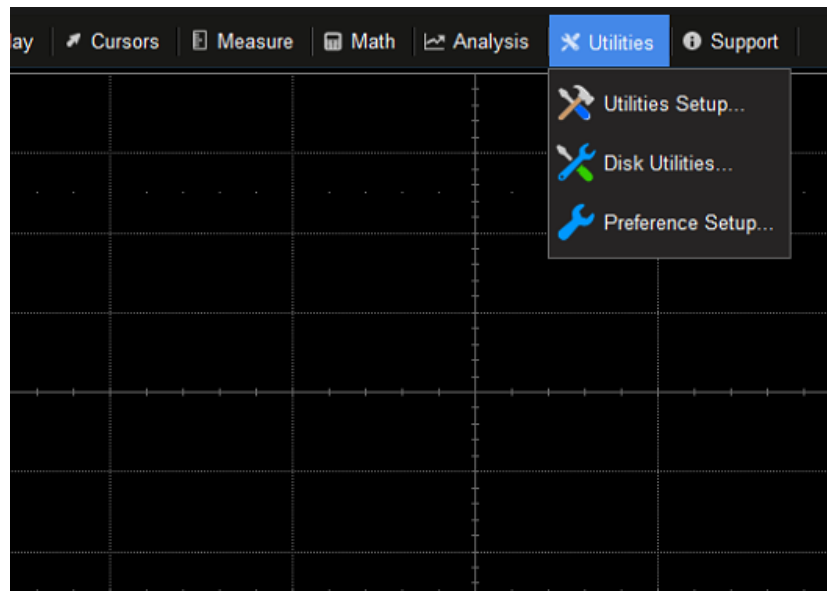 lay Cursors Measure Math Analysis Utilities Support
Utilities Setup...
Disk Utilities...
Preference Setup...